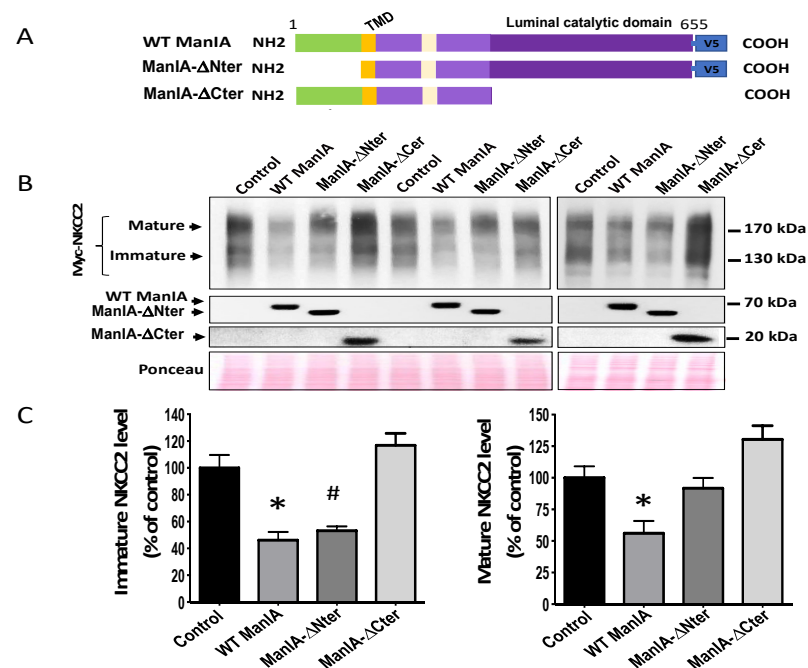 A
1 TMD Luminal catalytic domain 655
WT ManIA NH2 V5 COOH
ManIA-ΔNter NH2 V5 COOH
ManIA-ΔCter NH2 COOH
B
Control WT ManIA ManIA-ΔNter ManIA-ΔCer Control WT ManIA ManIA-ΔNter ManIA-ΔCer Control WT ManIA ManIA-ΔNter ManIA-ΔCer
Myc-NKCC2
Mature 170 kDa
Immature 130 kDa
WT ManIA 70 kDa
ManIA-ΔNter
ManIA-ΔCter 20 kDa
Ponceau
C
Immature NKCC2 level
(% of control)
140
120
100
80
60
40
20
0
* #
Control WT ManIA ManIA-ΔNter ManIA-ΔCter
Mature NKCC2 level
(% of control)
150
125
100
75
50
25
0
*
Control WT ManIA ManIA-ΔNter ManIA-ΔCter